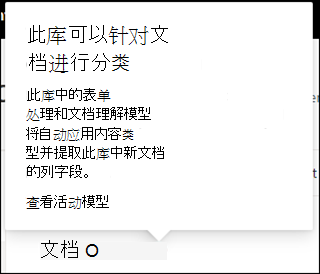 此库可以针对文
档进行分类
此库中的表单
处理和文档理解模型
将自动应用内容类
型并提取此库中新文档
的列字段。
查看活动模型
文档 O